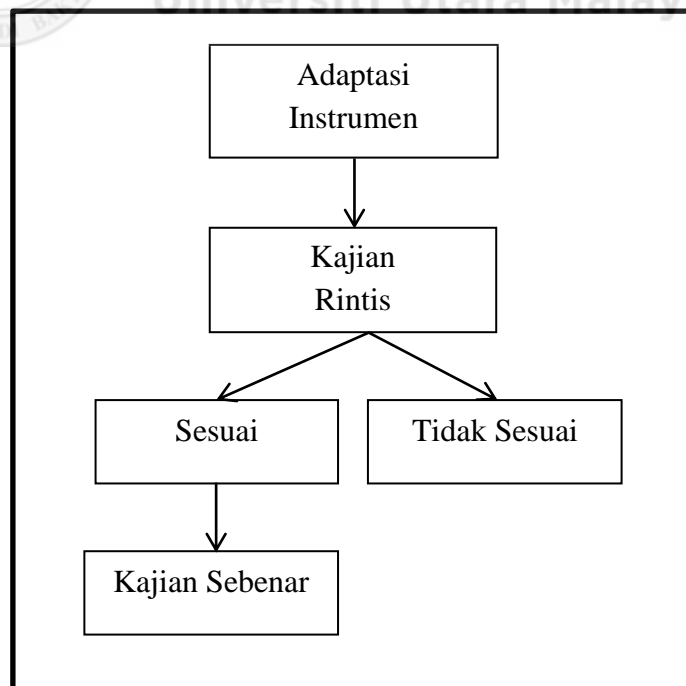 Adaptasi
Instrumen
Kajian
Rintis
Sesuai
Tidak Sesuai
Kajian Sebenar